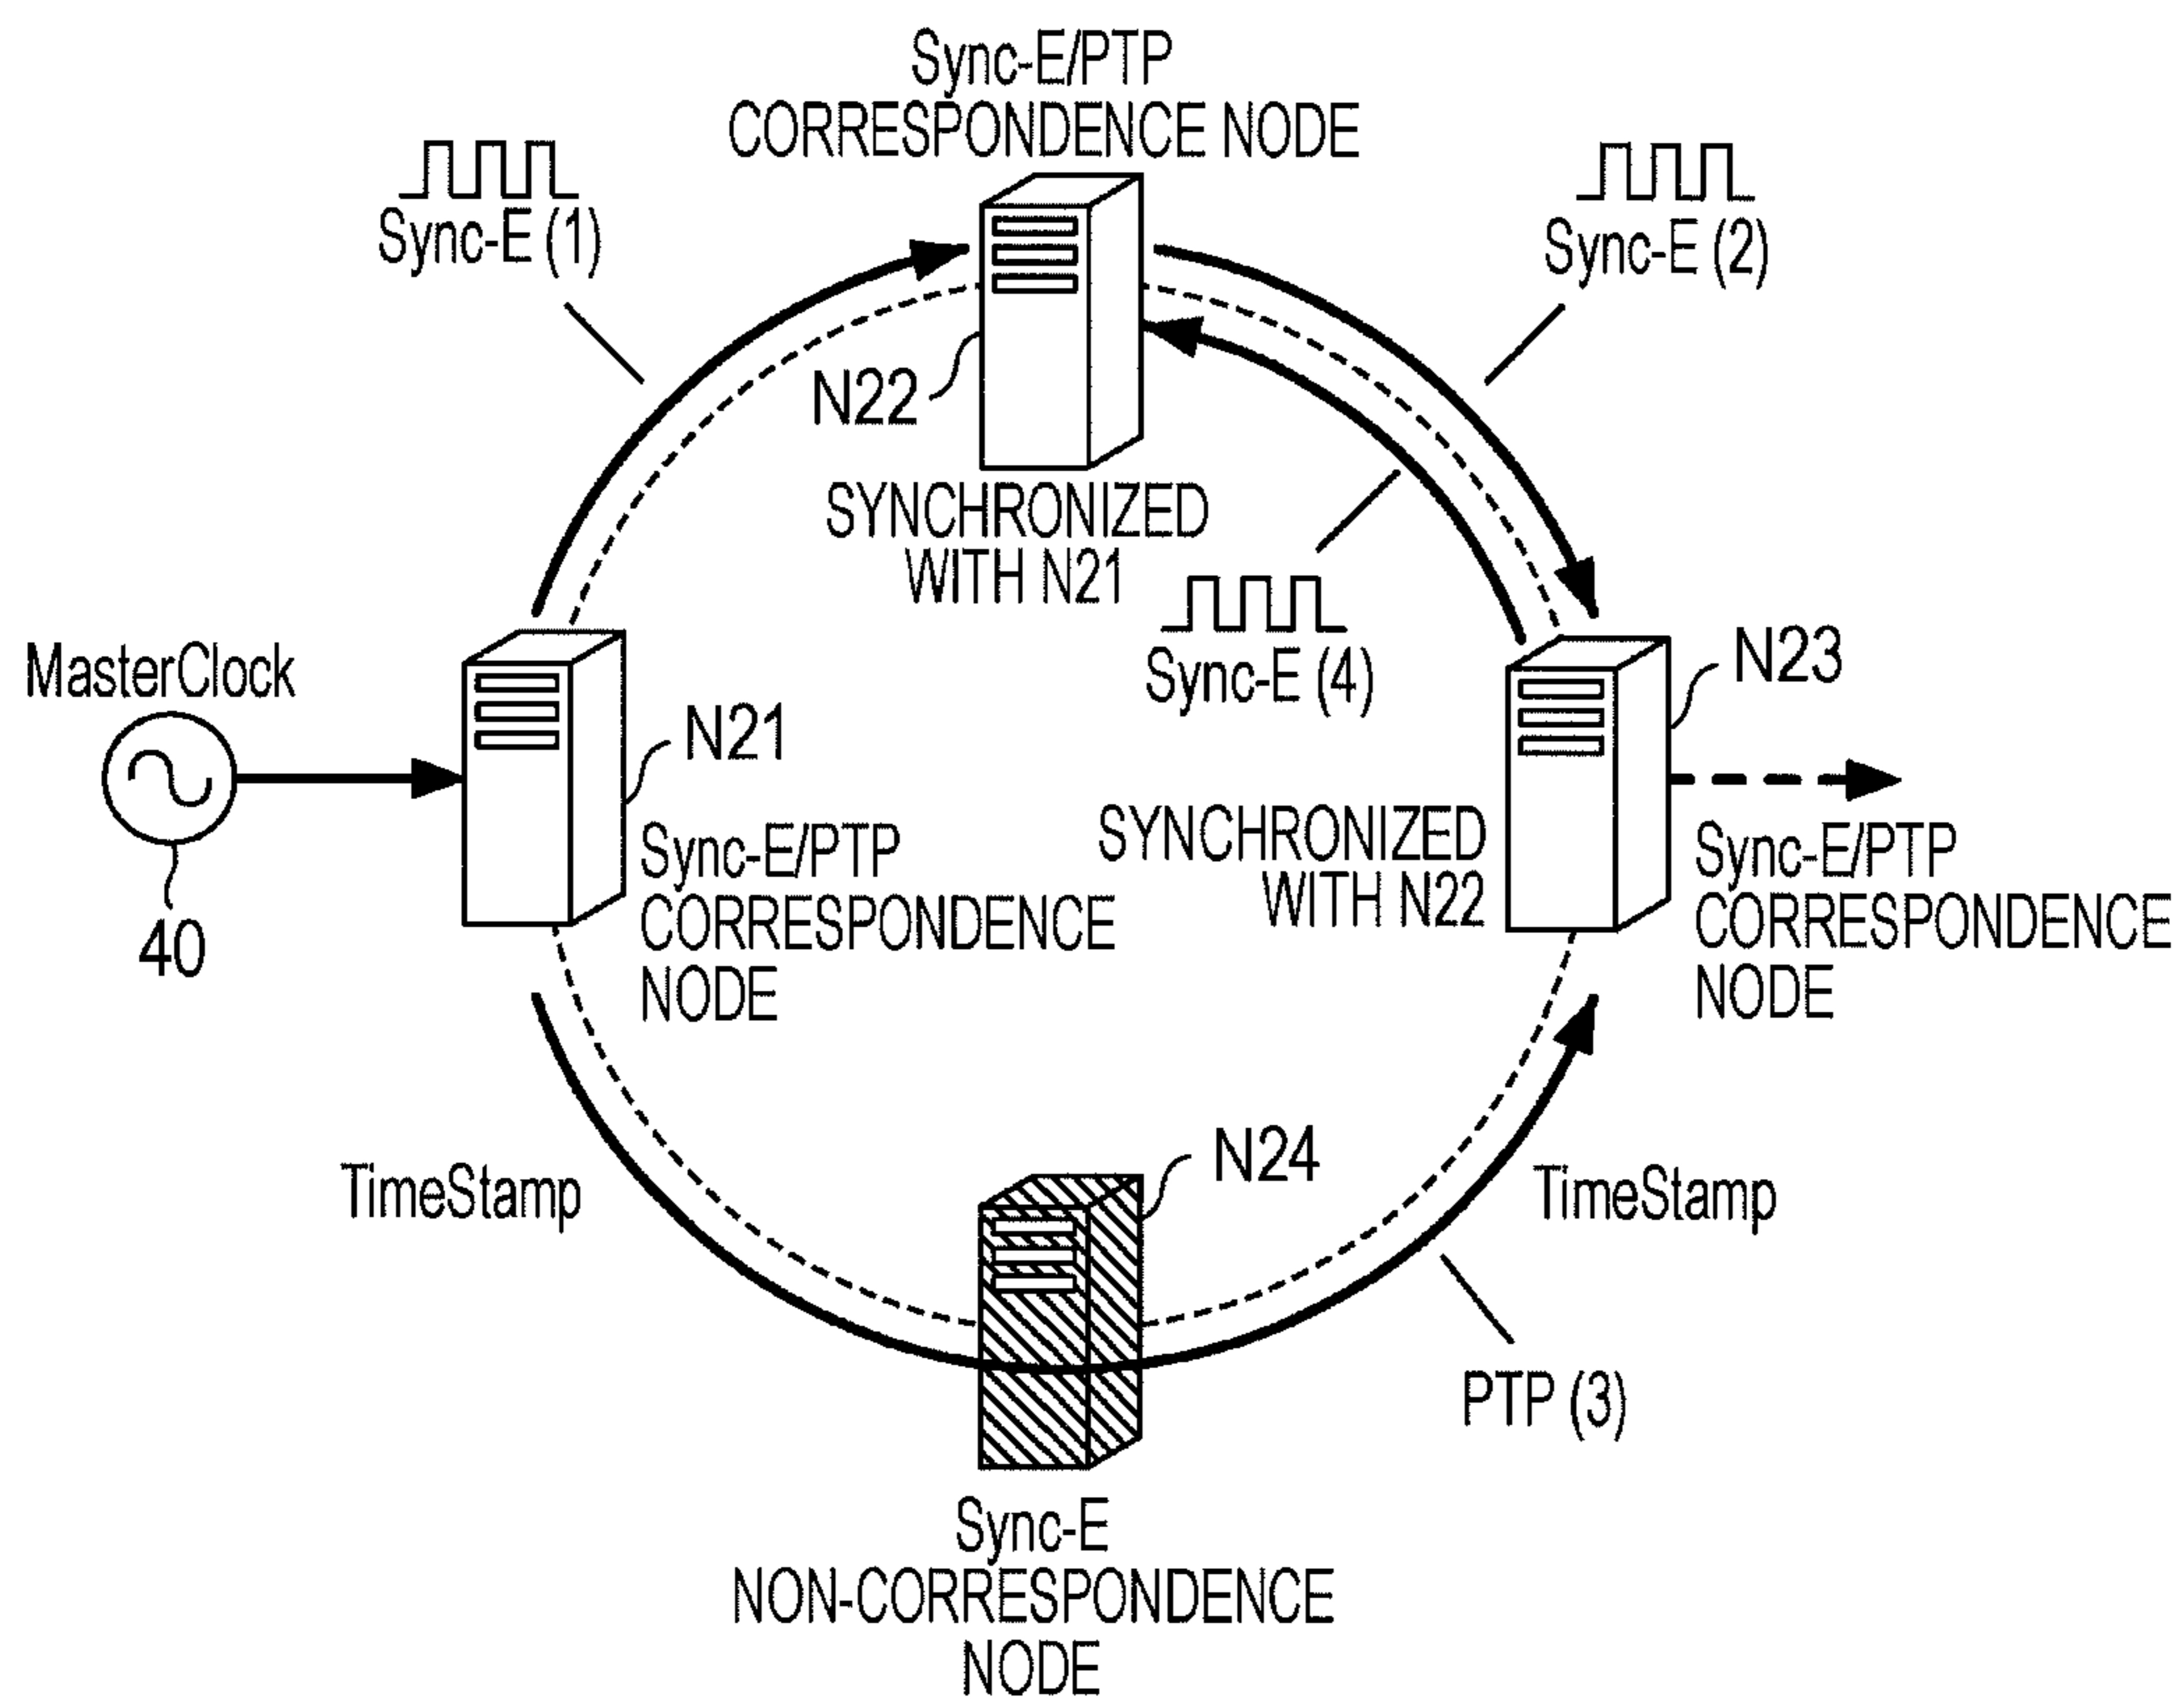 Sync-E/PTP
CORRESPONDENCE NODE
Sync-E (1)
Sync-E (2)
N22
SYNCHRONIZED
WITH N21
Sync-E (4)
MasterClock
N21
N23
40
Sync-E/PTP
CORRESPONDENCE
NODE
SYNCHRONIZED
WITH N22
Sync-E/PTP
CORRESPONDENCE
NODE
TimeStamp
N24
TimeStamp
PTP (3)
Sync-E
NON-CORRESPONDENCE
NODE